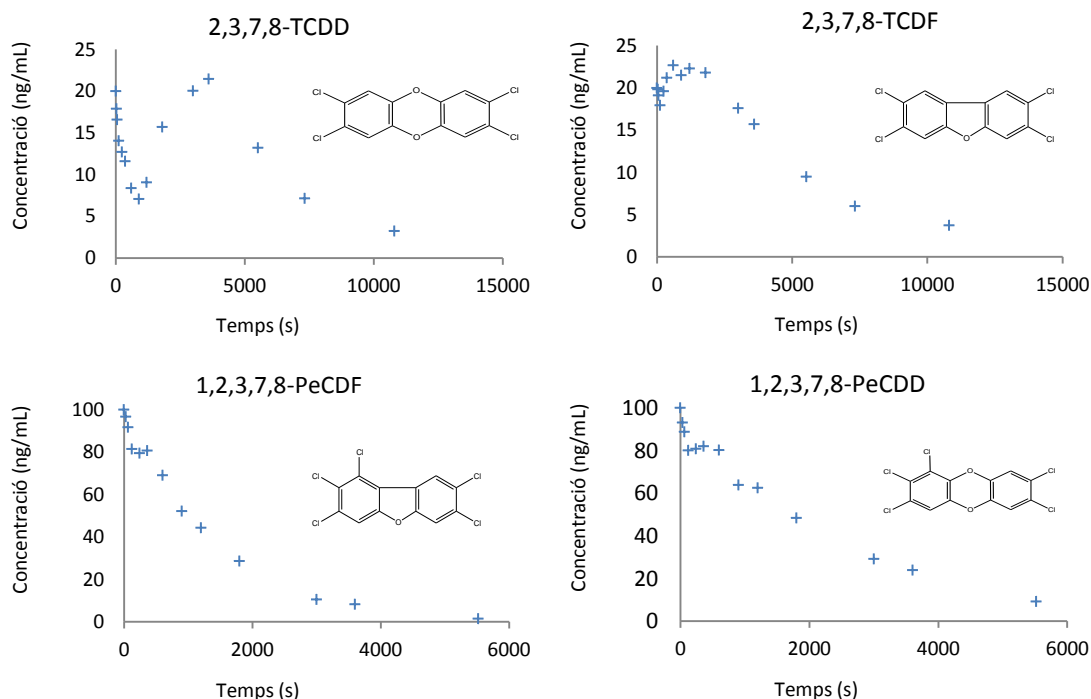 2,3,7,8-TCDD
Concentració (ng/mL)
25
20
15
10
5
0
Cl
Cl
O
O
Cl
Cl
0 5000 10000 15000
Temps (s)
2,3,7,8-TCDF
Concentració (ng/mL)
25
20
15
10
5
0
Cl
Cl
O
Cl
Cl
0 5000 10000 15000
Temps (s)
1,2,3,7,8-PeCDF
Concentració (ng/mL)
100
80
60
40
20
0
Cl
Cl
Cl
O
Cl
Cl
0 2000 4000 6000
Temps (s)
1,2,3,7,8-PeCDD
Concentració (ng/mL)
100
80
60
40
20
0
Cl
Cl
Cl
O
O
Cl
Cl
0 2000 4000 6000
Temps (s)